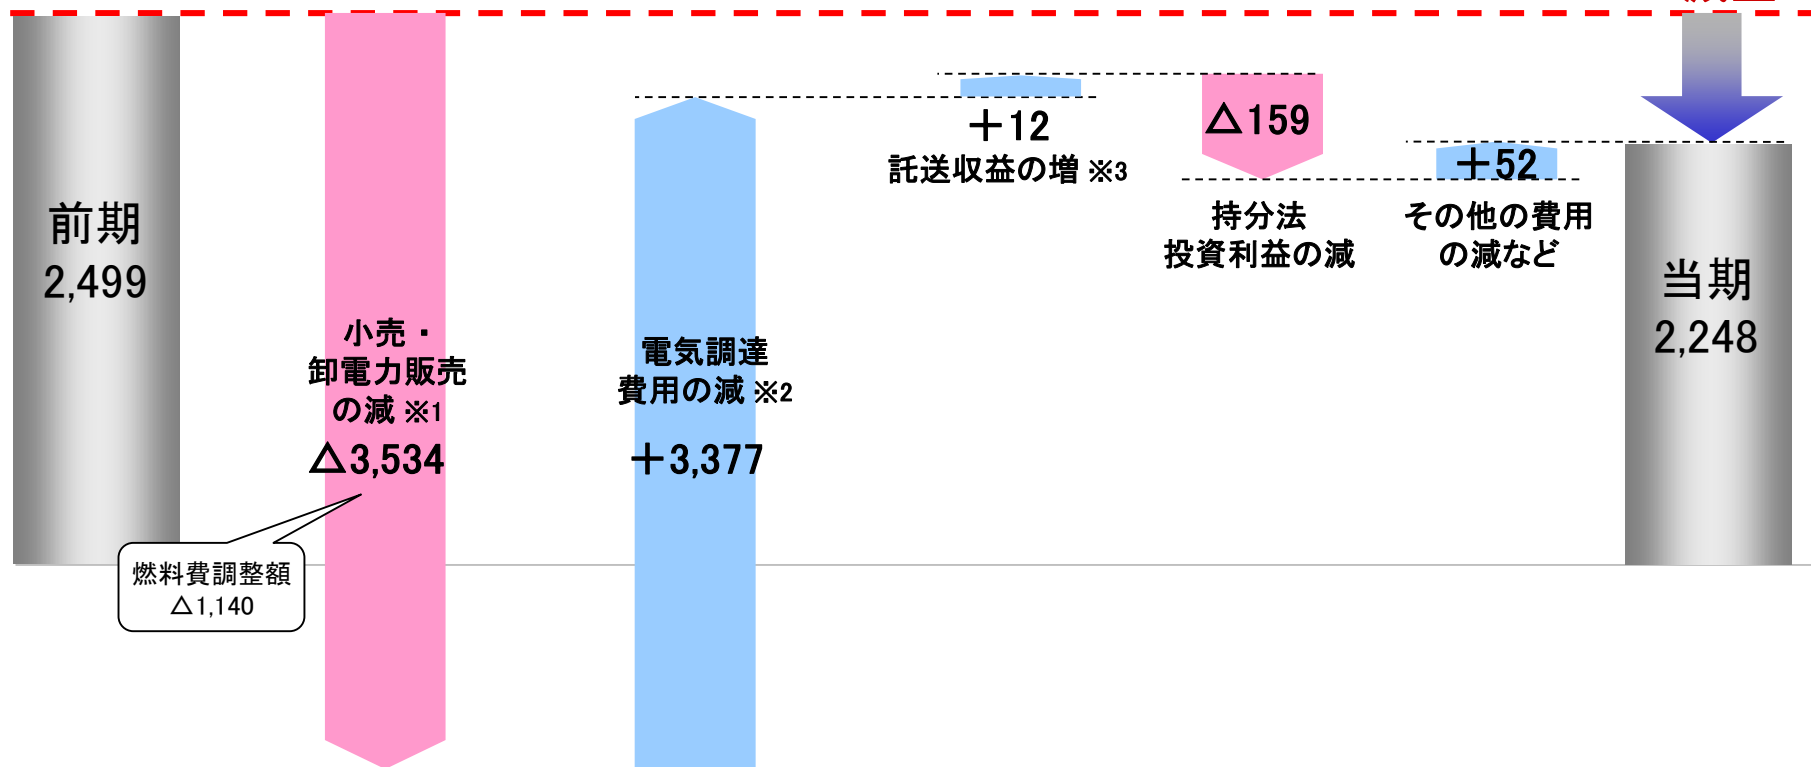 前期
2,499
小売・
卸電力販売
の減 ※1
△3,534
燃料費調整額
△1,140
電気調達
費用の減 ※2
＋3,377
＋12
託送収益の増 ※3
△159
持分法
投資利益の減
＋52
その他の費用
の減など
当期
2,248